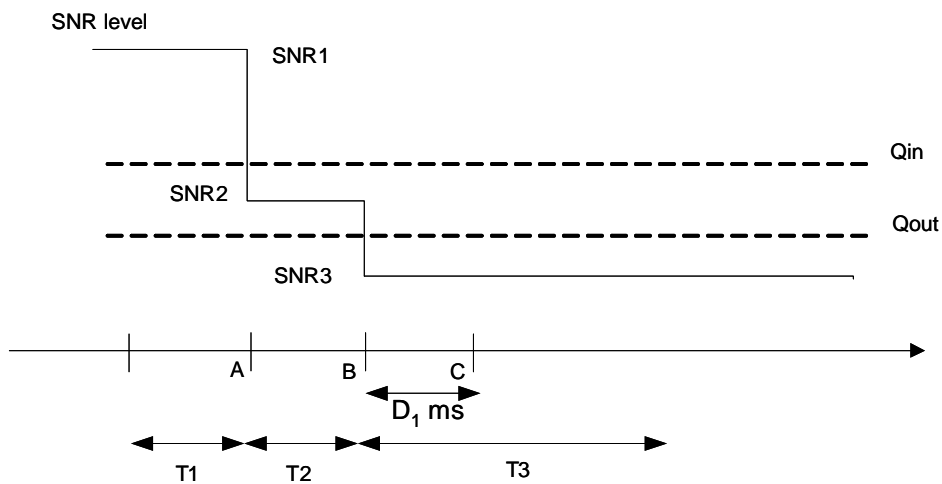 SNR level
SNR1
Qin
SNR2
Qout
SNR3
A B C
D₁ ms
T1 T2 T3